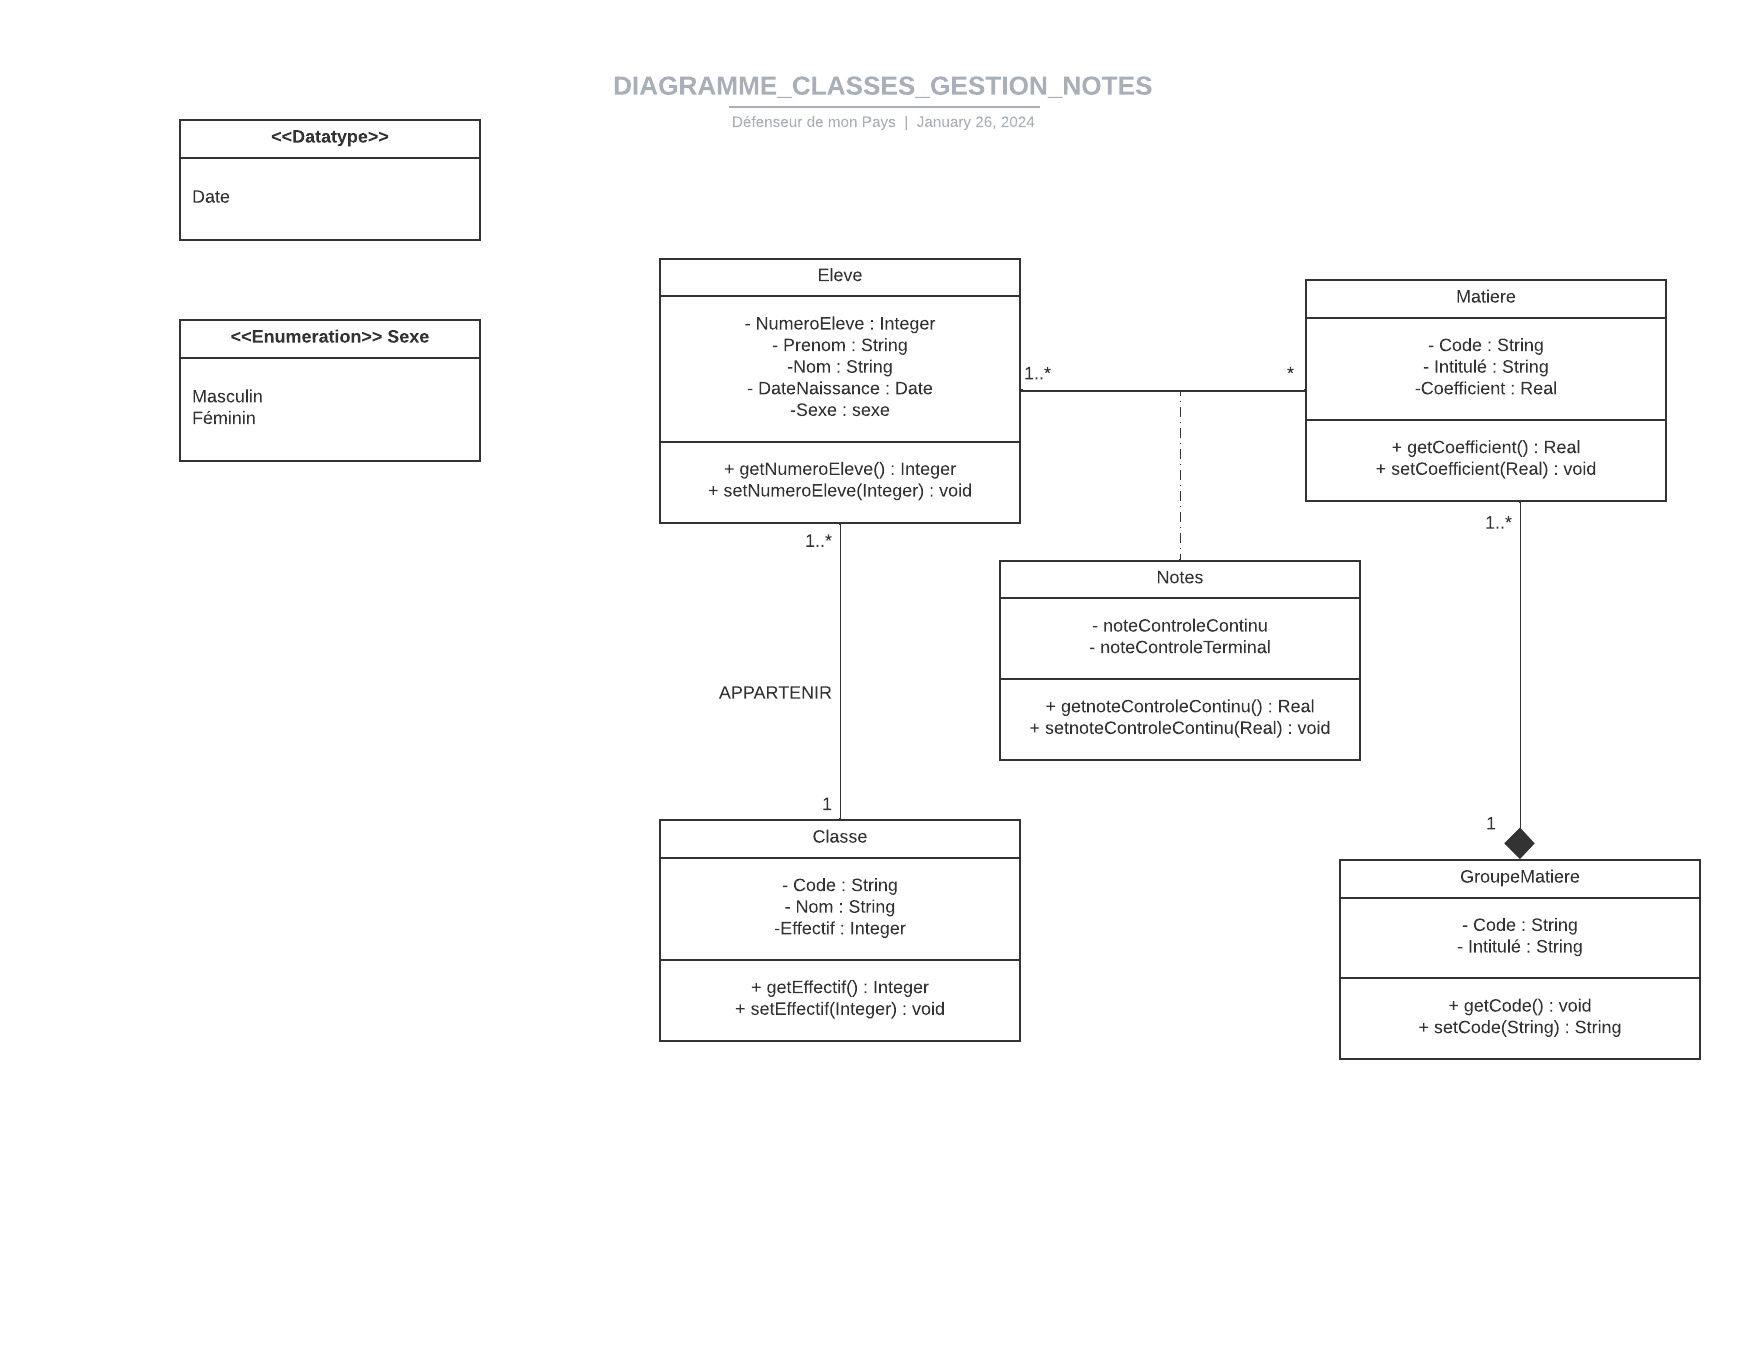 DIAGRAMME_CLASSES_GESTION_NOTES
Défenseur de mon Pays | January 26, 2024
<<Datatype>>
Date
<<Enumeration>> Sexe
Masculin
Féminin
Eleve
- NumeroEleve : Integer
- Prenom : String
-Nom : String
- DateNaissance : Date
-Sexe : sexe
+ getNumeroEleve() : Integer
+ setNumeroEleve(Integer) : void
1..*
*
Matiere
- Code : String
- Intitulé : String
-Coefficient : Real
+ getCoefficient() : Real
+ setCoefficient(Real) : void
1..*
APPARTENIR
1
Notes
- noteControleContinu
- noteControleTerminal
+ getnoteControleContinu() : Real
+ setnoteControleContinu(Real) : void
1..*
1
Classe
- Code : String
- Nom : String
-Effectif : Integer
+ getEffectif() : Integer
+ setEffectif(Integer) : void
GroupeMatiere
- Code : String
- Intitulé : String
+ getCode() : void
+ setCode(String) : String